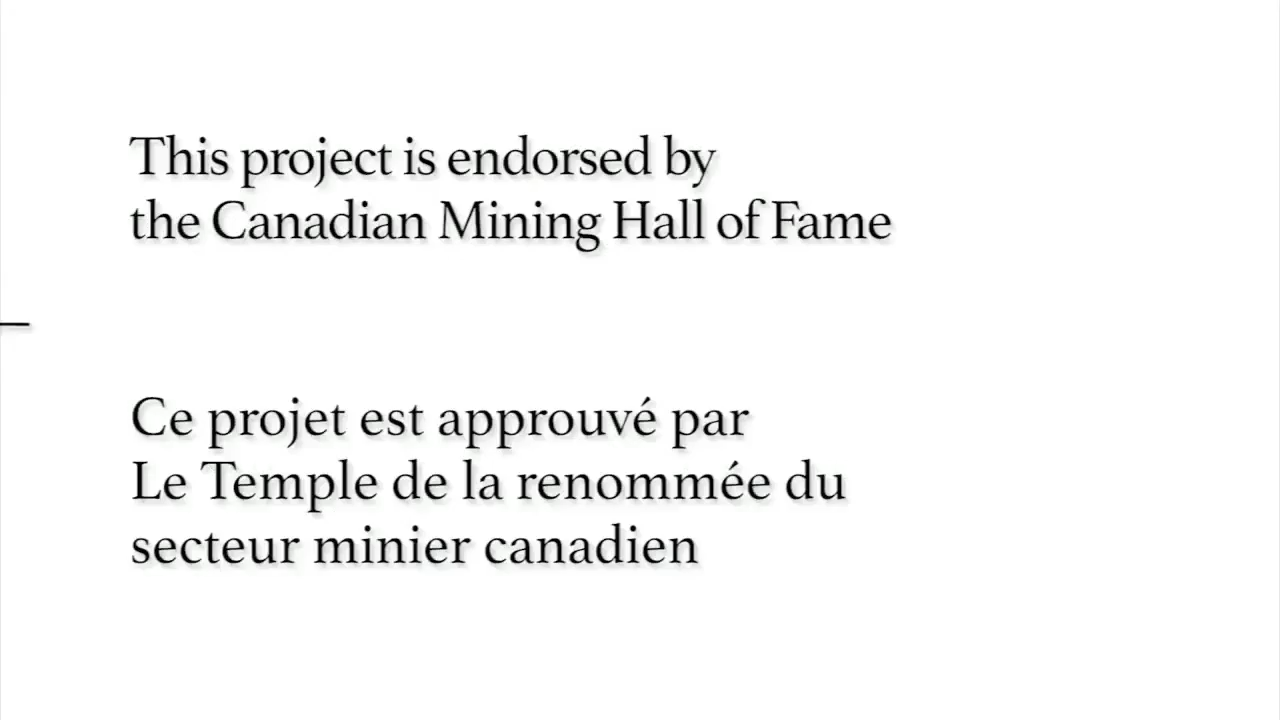 This project is endorsed by
the Canadian Mining Hall of Fame
Ce projet est approuvé par
Le Temple de la renommée du
secteur minier canadien